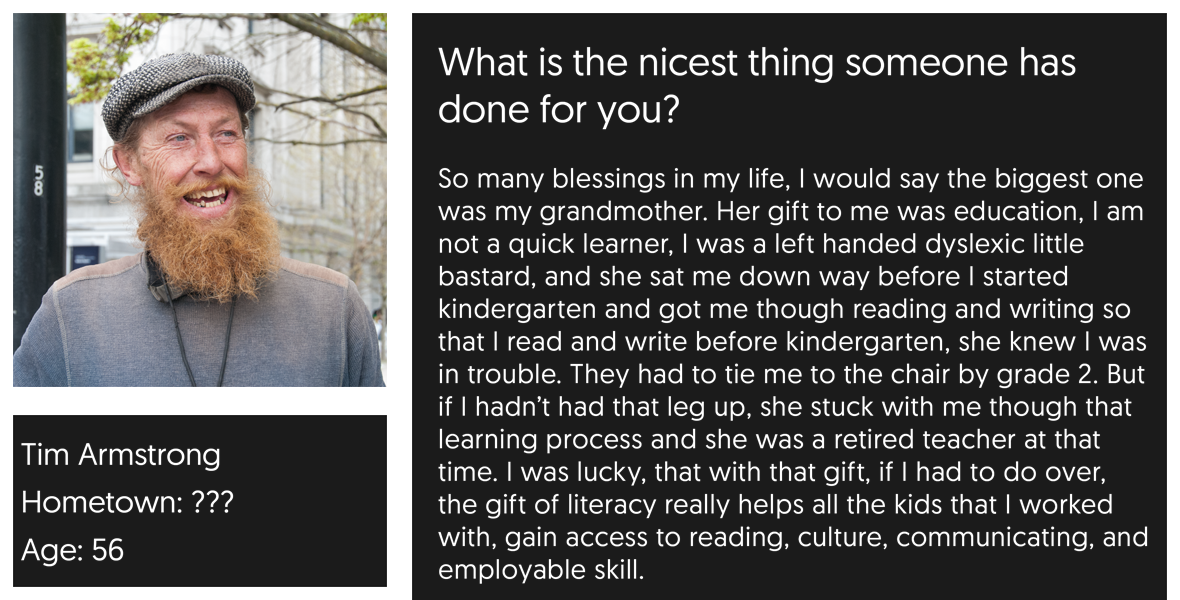 5
8
Tim Armstrong
Hometown: ???
Age: 56
What is the nicest thing someone has
done for you?
So many blessings in my life, I would say the biggest one
was my grandmother. Her gift to me was education, I am
not a quick learner, I was a left handed dyslexic little
bastard, and she sat me down way before I started
kindergarten and got me though reading and writing so
that I read and write before kindergarten, she knew I was
in trouble. They had to tie me to the chair by grade 2. But
if I hadn’t had that leg up, she stuck with me though that
learning process and she was a retired teacher at that
time. I was lucky, that with that gift, if I had to do over,
the gift of literacy really helps all the kids that I worked
with, gain access to reading, culture, communicating, and
employable skill.